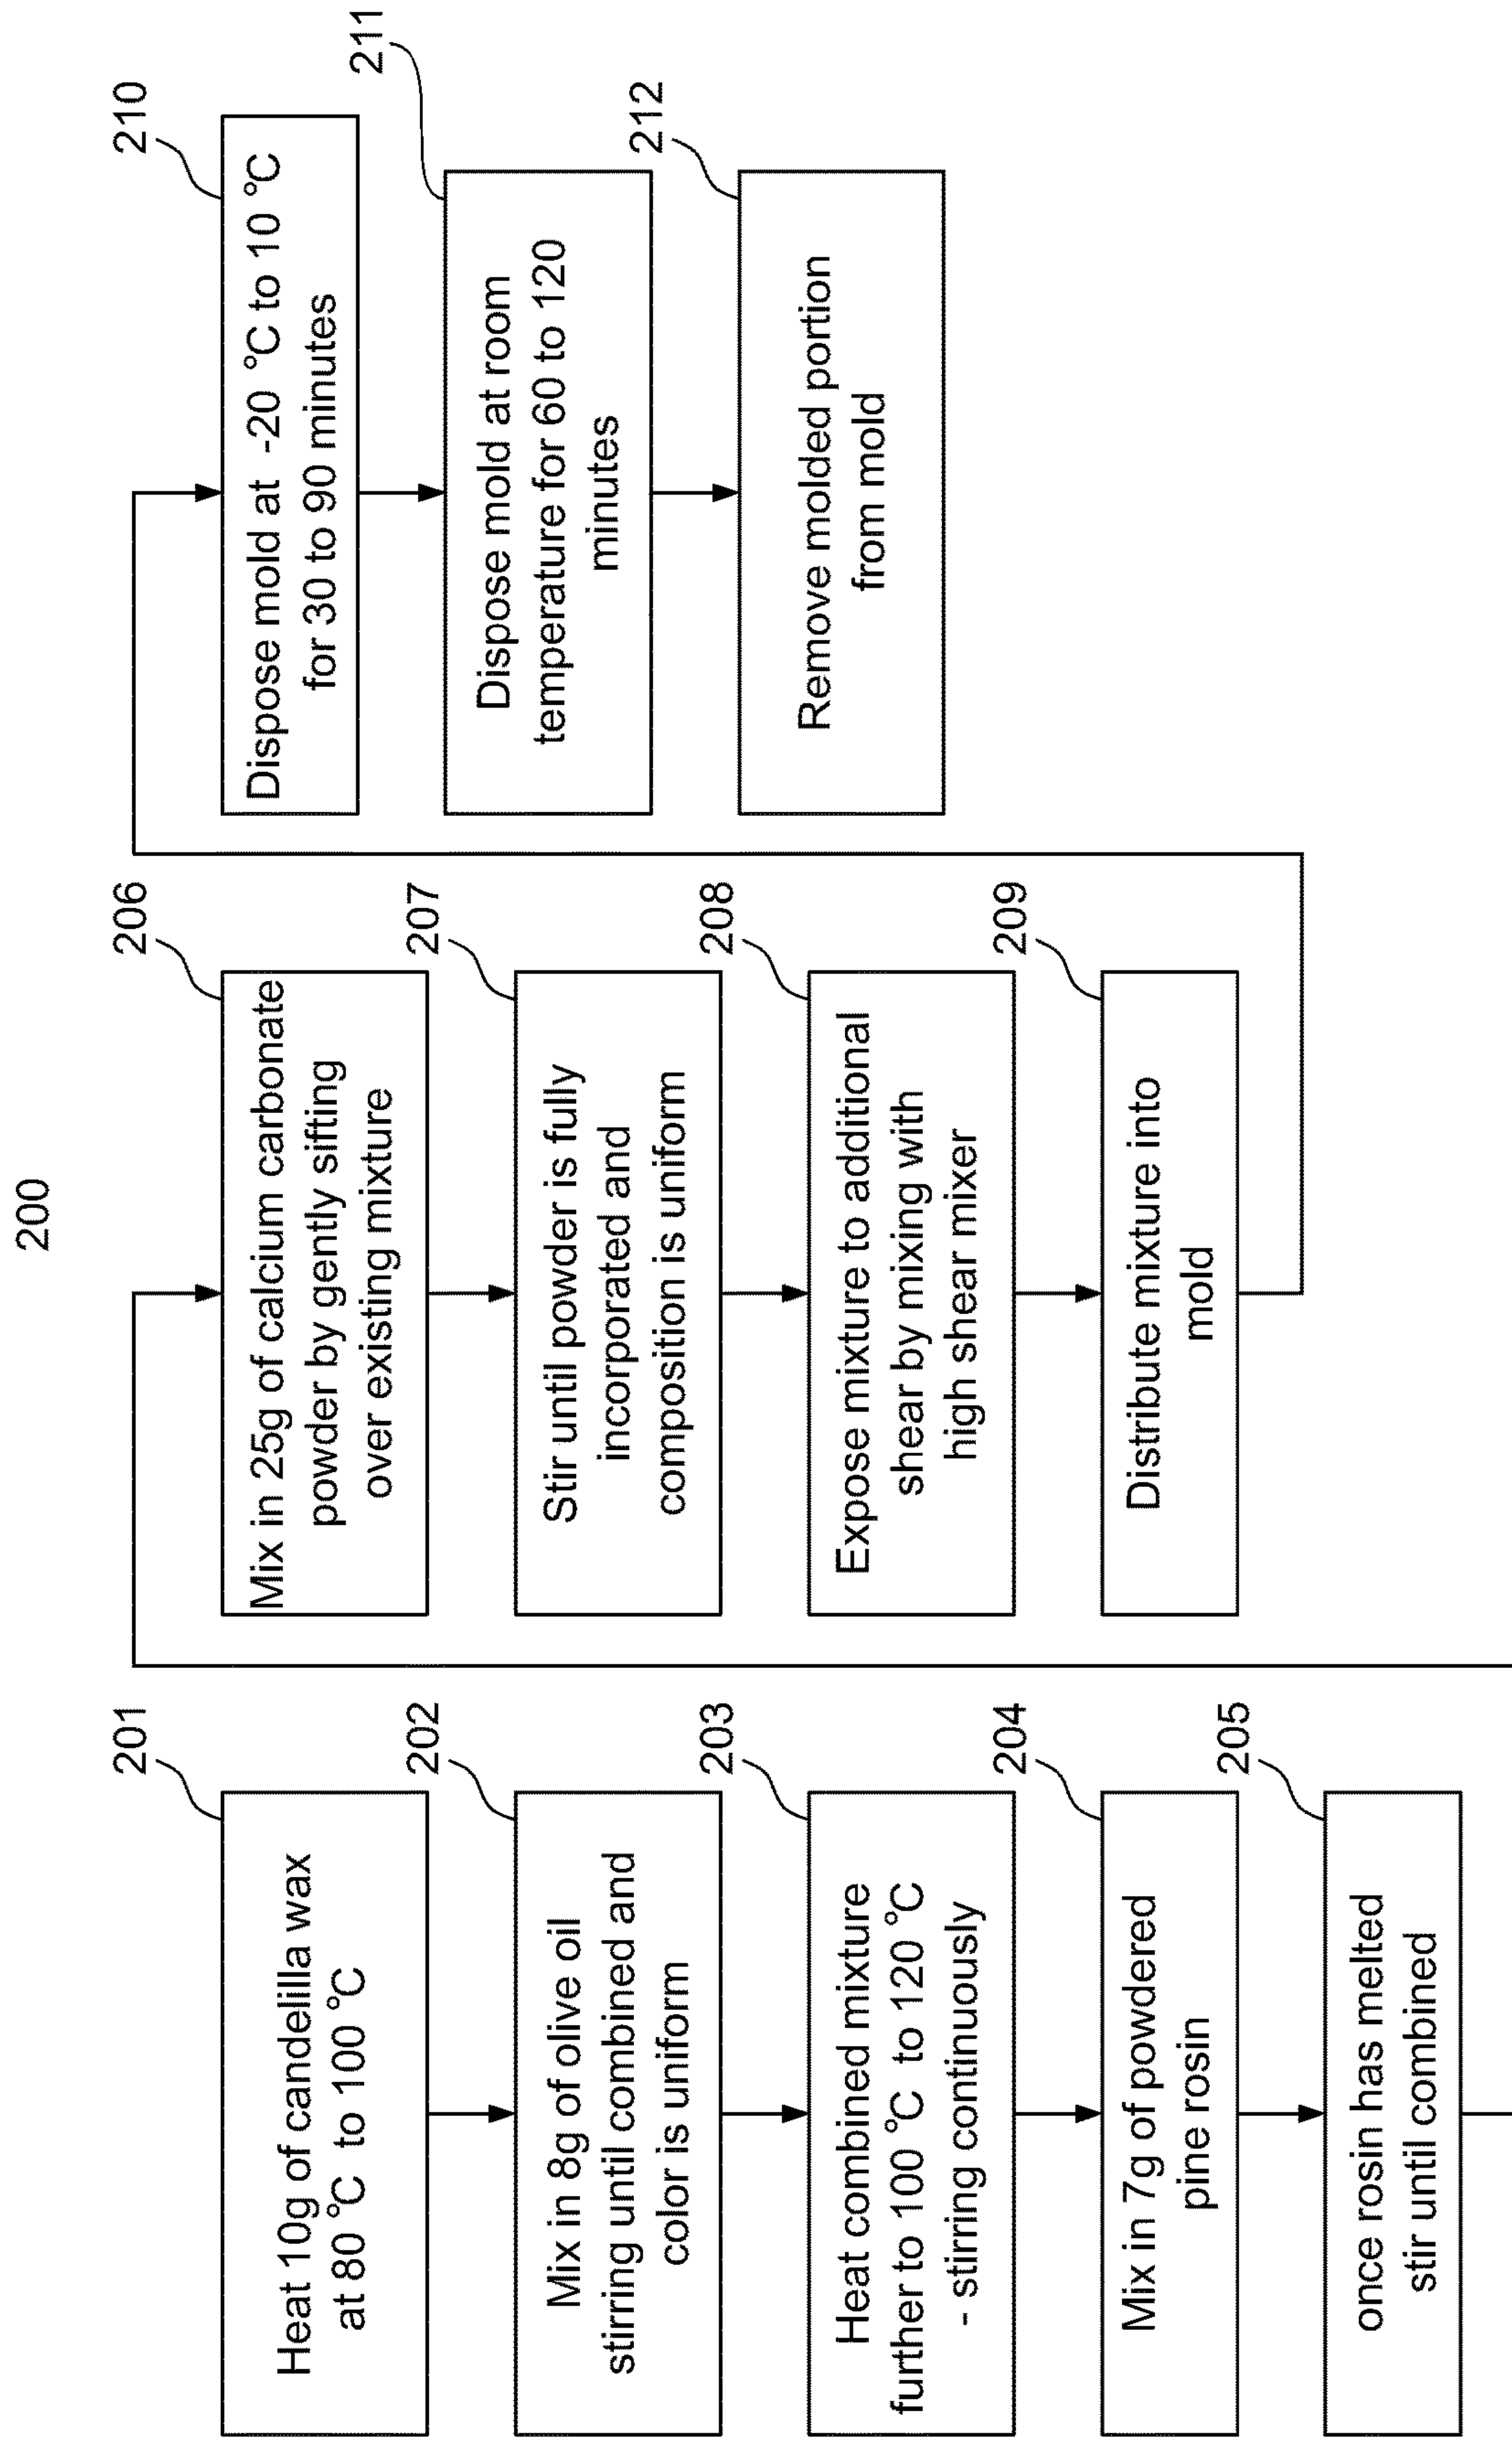 200
201
Heat 10g of candelilla wax
at 80 °C to 100 °C
202
Mix in 8g of olive oil
stirring until combined and
color is uniform
203
Heat combined mixture
further to 100 °C to 120 °C
- stirring continuously
204
Mix in 7g of powdered
pine rosin
205
once rosin has melted
stir until combined
206
Mix in 25g of calcium carbonate
powder by gently sifting
over existing mixture
207
Stir until powder is fully
incorporated and
composition is uniform
208
Expose mixture to additional
shear by mixing with
high shear mixer
209
Distribute mixture into
mold
210
Dispose mold at -20 °C to 10 °C
for 30 to 90 minutes
211
Dispose mold at room
temperature for 60 to 120
minutes
212
Remove molded portion
from mold